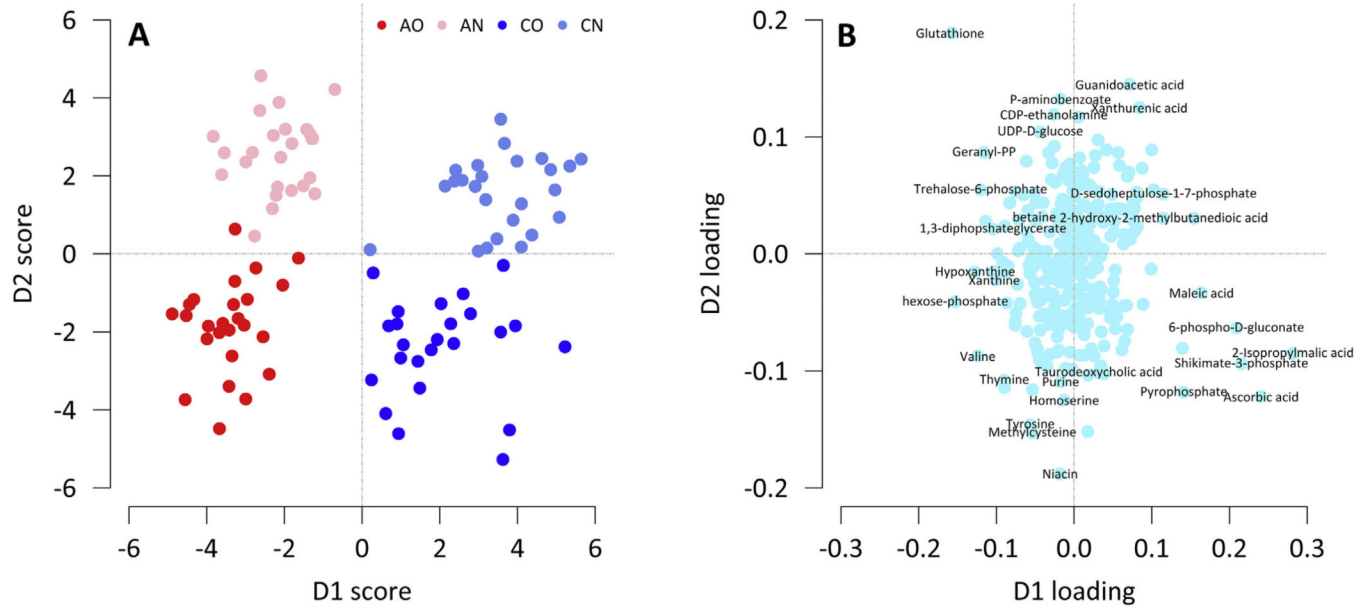 A
AO AN CO CN
6
4
2
0
-2
-4
-6
D2 score
-6 -4 -2 0 2 4 6
D1 score
B
0.2
0.1
0.0
-0.1
-0.2
D2 loading
Glutathione
Guanidoacetic acid
P-aminobenzoate
Xanthurenic acid
CDP-ethanolamine
UDP-D-glucose
Geranyl-PP
Trehalose-6-phosphate
D-sedoheptulose-1-7-phosphate
betaine
2-hydroxy-2-methylbutanedioic acid
1,3-diphopshateglycerate
Hypoxanthine
Xanthine
hexose-phosphate
Maleic acid
6-phospho-D-gluconate
Valine
2-Isopropylmalic acid
Shikimate-3-phosphate
Taurodeoxycholic acid
Thymine
Purine
Pyrophosphate
Ascorbic acid
Homoserine
Tyrosine
Methylcysteine
Niacin
-0.3 -0.2 -0.1 0.0 0.1 0.2 0.3
D1 loading